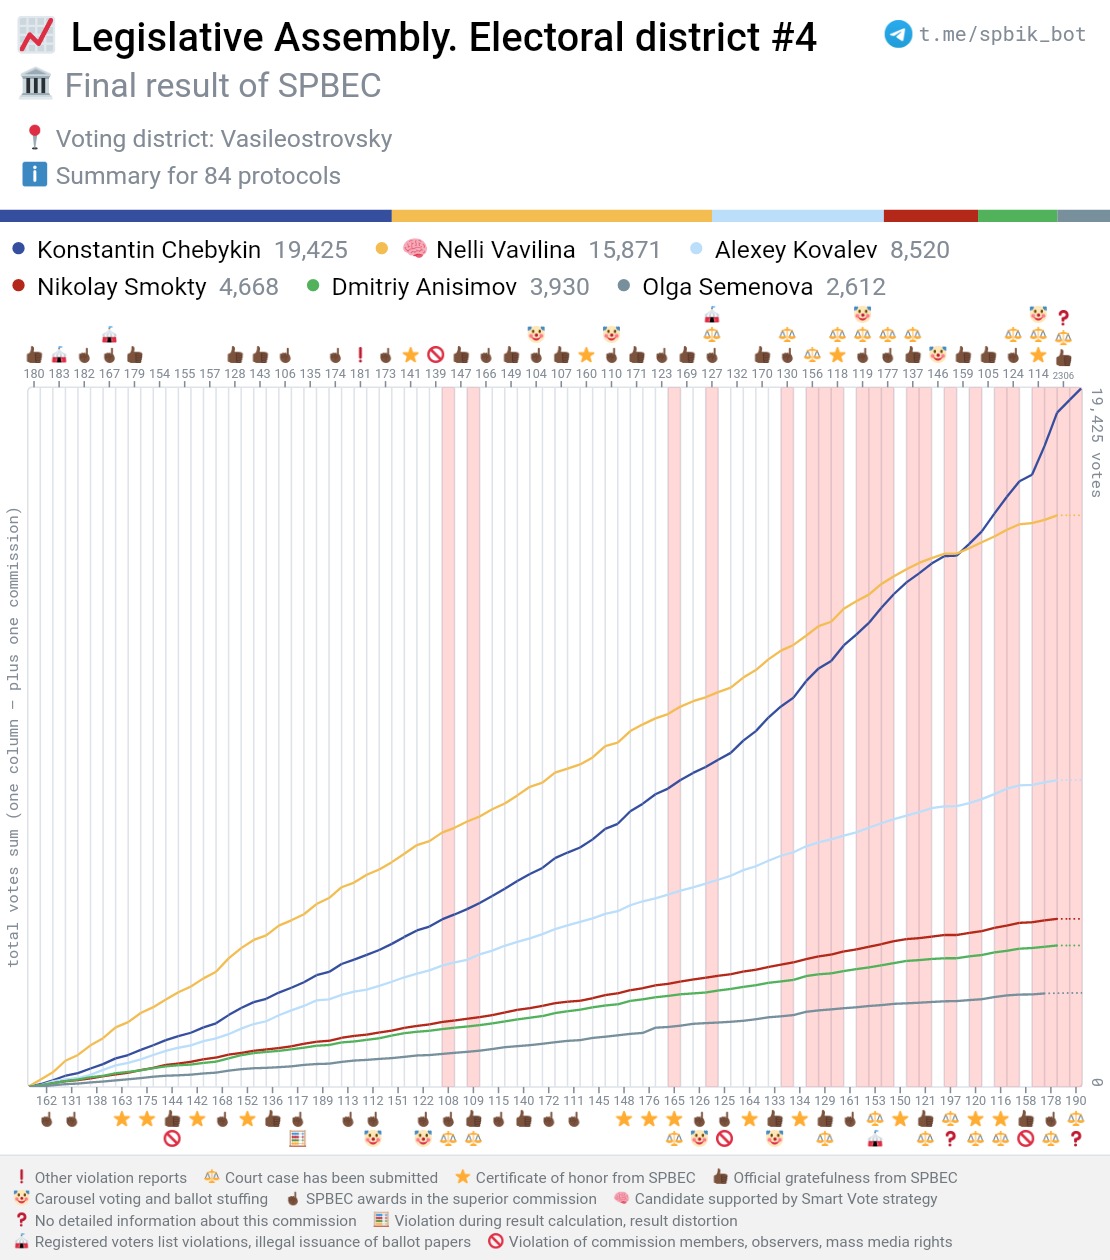 Legislative Assembly. Electoral district #4
t.me/spbik_bot
Final result of SPBEC
Voting district: Vasileostrovsky
Summary for 84 protocols
Konstantin Chebykin 19,425 Nelli Vavilina 15,871 Alexey Kovalev 8,520
Nikolay Smokty 4,668 Dmitriy Anisimov 3,930 Olga Semenova 2,612
180 183 182 167 179 154 155 157 128 143 106 135 174 181 173 141 139 147 166 149 104 107 160 110 171 123 169 127 132 170 130 156 118 119 177 137 146 159 105 124 114 2306
19,425 votes
total votes sum (one column – plus one commission)
0
162 131 138 163 175 144 142 168 152 136 117 189 113 112 151 122 108 109 115 140 172 111 145 148 176 165 126 125 164 133 134 129 161 153 150 121 197 120 116 158 178 190
Other violation reports Court case has been submitted Certificate of honor from SPBEC Official gratefulness from SPBEC
Carousel voting and ballot stuffing SPBEC awards in the superior commission Candidate supported by Smart Vote strategy
No detailed information about this commission Violation during result calculation, result distortion
Registered voters list violations, illegal issuance of ballot papers Violation of commission members, observers, mass media rights